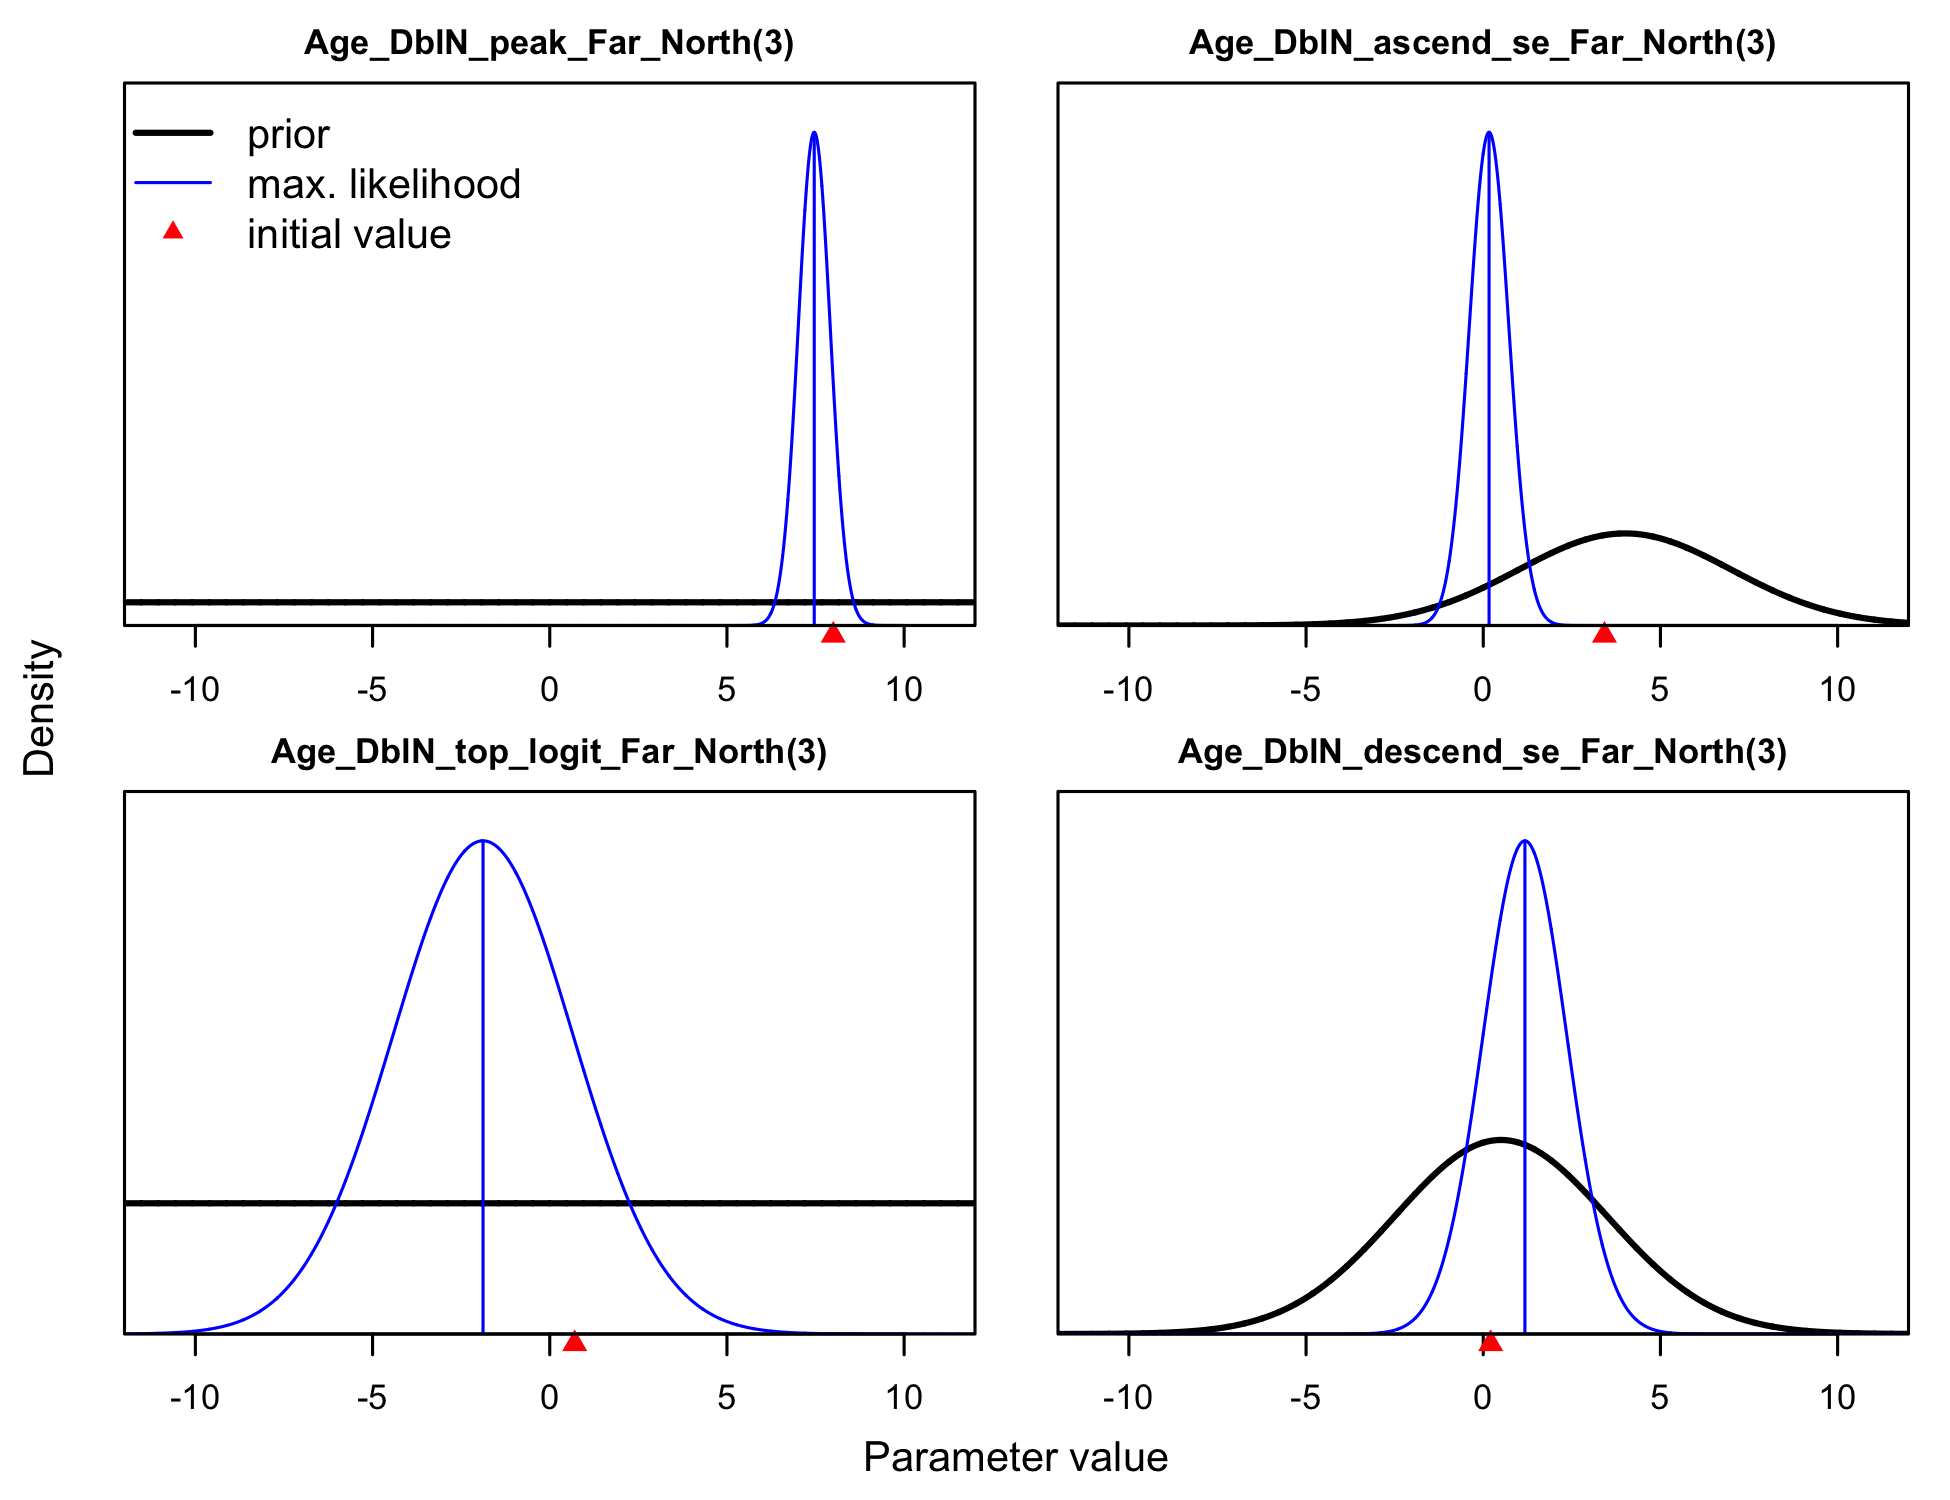 Age_DblN_peak_Far_North(3)
Age_DblN_ascend_se_Far_North(3)
prior
max. likelihood
initial value
-10 -5 0 5 10
-10 -5 0 5 10
Density
Age_DblN_top_logit_Far_North(3)
Age_DblN_descend_se_Far_North(3)
-10 -5 0 5 10
-10 -5 0 5 10
Parameter value